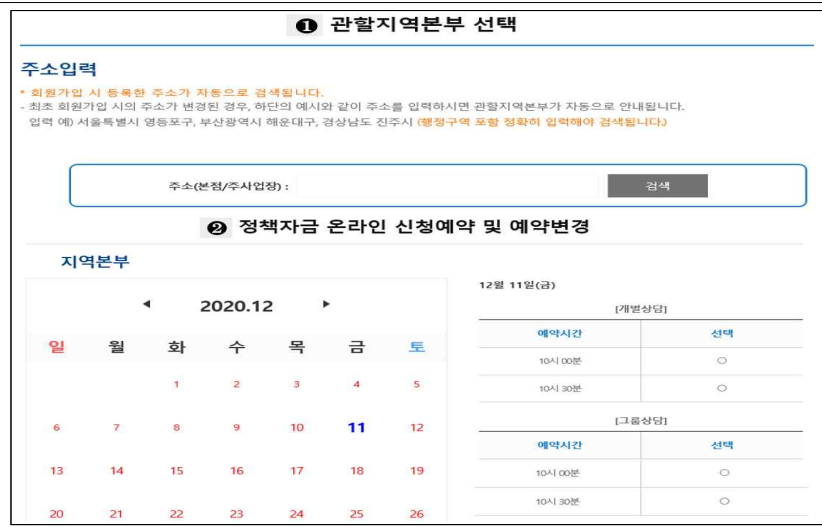 ❶ 관할지역본부 선택
주소입력
* 회원가입 시 등록한 주소가 자동으로 검색됩니다.
- 최초 회원가입 시의 주소가 변경된 경우, 하단의 예시와 같이 주소를 입력하시면 관할지역본부가 자동으로 안내됩니다.
입력 예) 서울특별시 영등포구, 부산광역시 해운대구, 경상남도 진주시 (행정구역 포함 정확히 입력해야 검색됩니다.)
주소(본점/주사업장) : 검색
❷ 정책자금 온라인 신청예약 및 예약변경
지역본부
◀ 2020.12 ▶
일 월 화 수 목 금 토
1 2 3 4 5
6 7 8 9 10 11 12
13 14 15 16 17 18 19
20 21 22 23 24 25 26
12월 11일(금)
[개별상담]
예약시간 선택
10시 00분
10시 30분
[그룹상담]
예약시간 선택
10시 00분
10시 30분